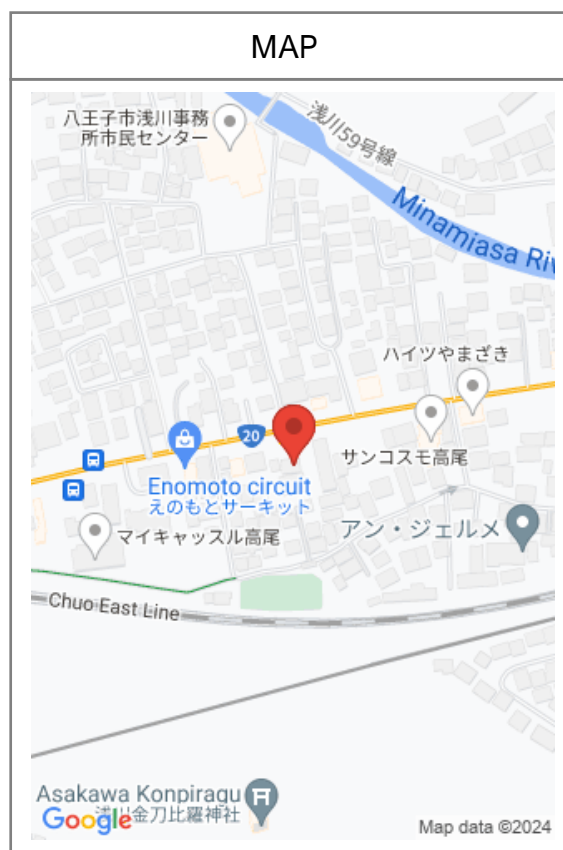 MAP
八王子市浅川事務
所市民センター
浅川59号線
Minamiasa Riv
ハイツやまざき
20
サンコスモ高尾
Enomoto circuit
えのもとサーキット
アン・ジェルメ
マイキャッスル高尾
Chuo East Line
Asakawa Konpiragu
浅川金刀比羅神社
Google
Map data ©2024